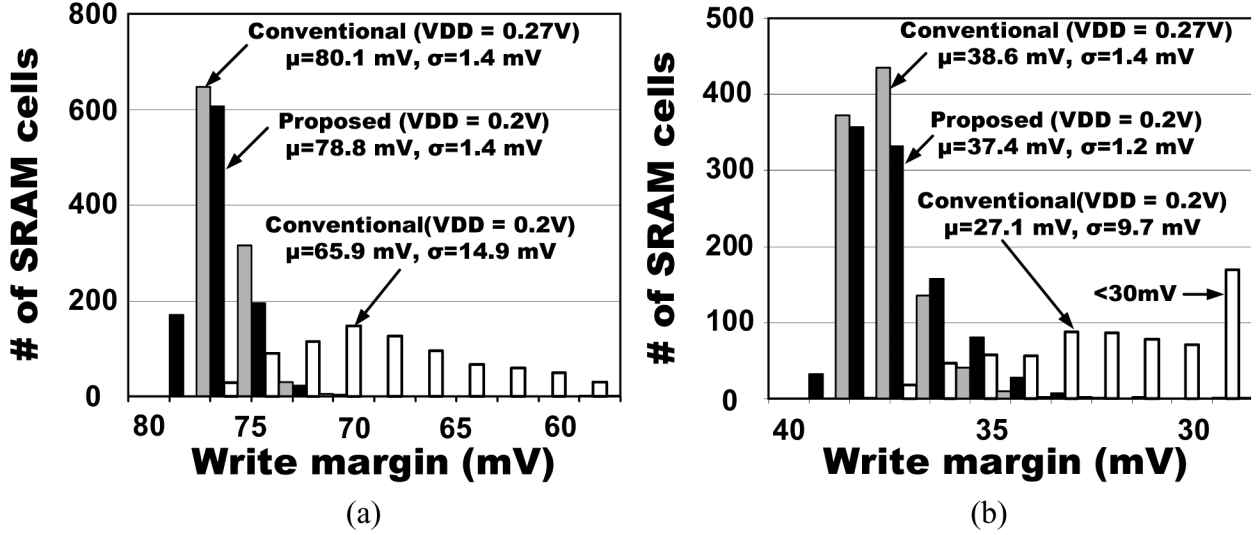 800
600
400
200
0
# of SRAM cells
Conventional (VDD = 0.27V)
µ=80.1 mV, σ=1.4 mV
Proposed (VDD = 0.2V)
µ=78.8 mV, σ=1.4 mV
Conventional(VDD = 0.2V)
µ=65.9 mV, σ=14.9 mV
80 75 70 65 60
Write margin (mV)
(a)
500
400
300
200
100
0
# of SRAM cells
Conventional (VDD = 0.27V)
µ=38.6 mV, σ=1.4 mV
Proposed (VDD = 0.2V)
µ=37.4 mV, σ=1.2 mV
Conventional(VDD = 0.2V)
µ=27.1 mV, σ=9.7 mV
<30mV
40 35 30
Write margin (mV)
(b)